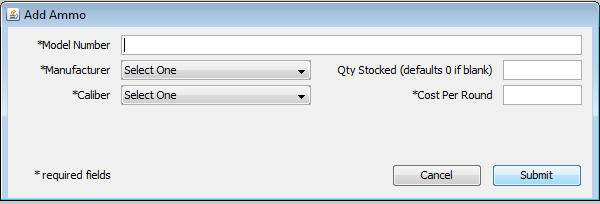 Add Ammo
*Model Number
*Manufacturer Select One Qty Stocked (defaults 0 if blank)
*Caliber Select One *Cost Per Round
* required fields Cancel Submit